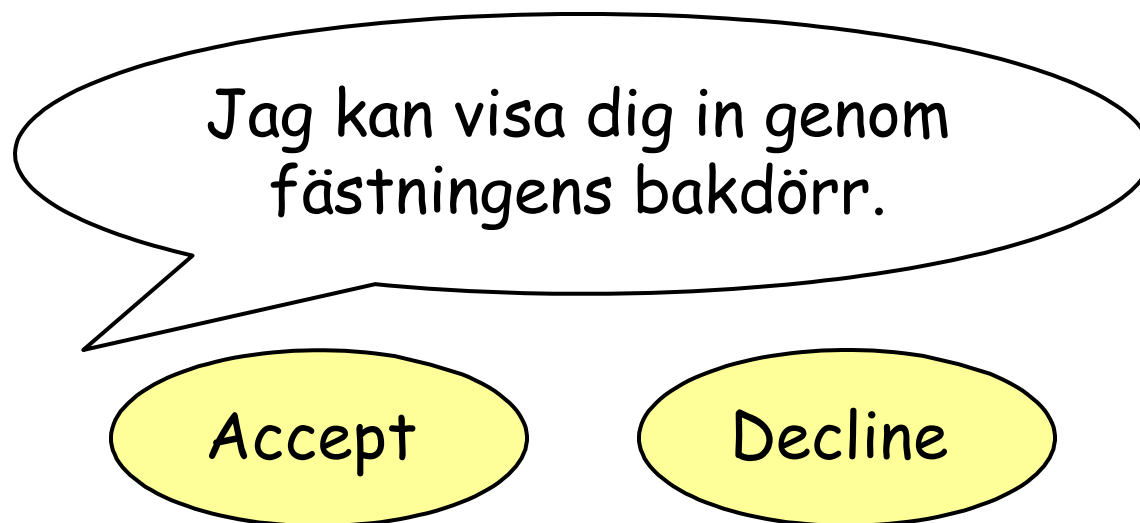 Jag kan visa dig in genom
fästningens bakdörr.
Accept
Decline